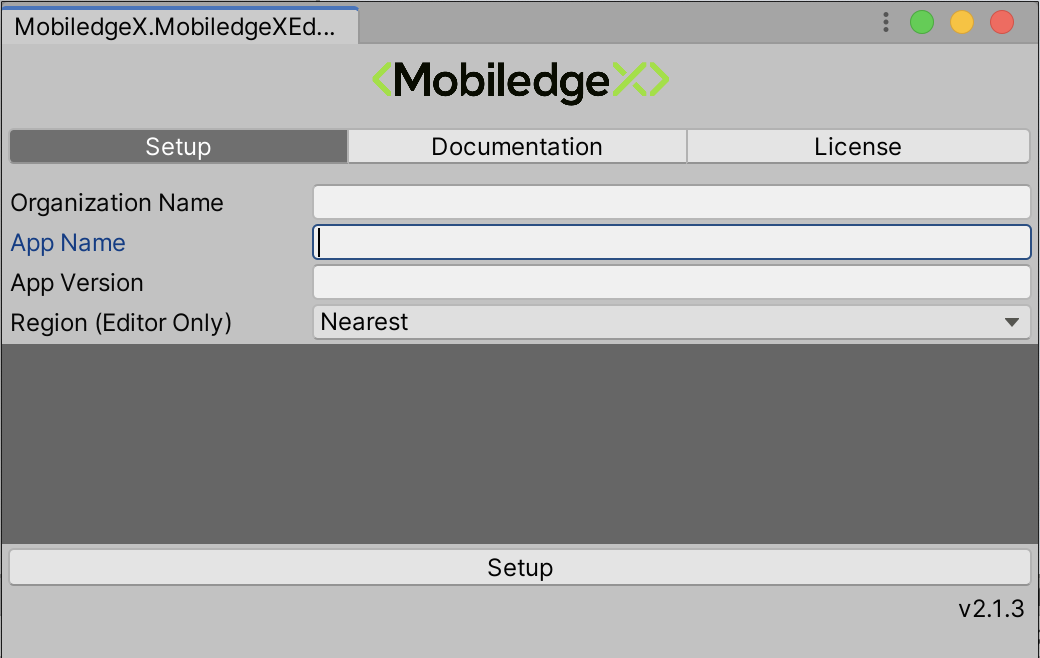 MobiledgeX.MobiledgeXEd...
<MobiledgeX>
Setup Documentation License
Organization Name
App Name
App Version
Region (Editor Only) Nearest
Setup
v2.1.3